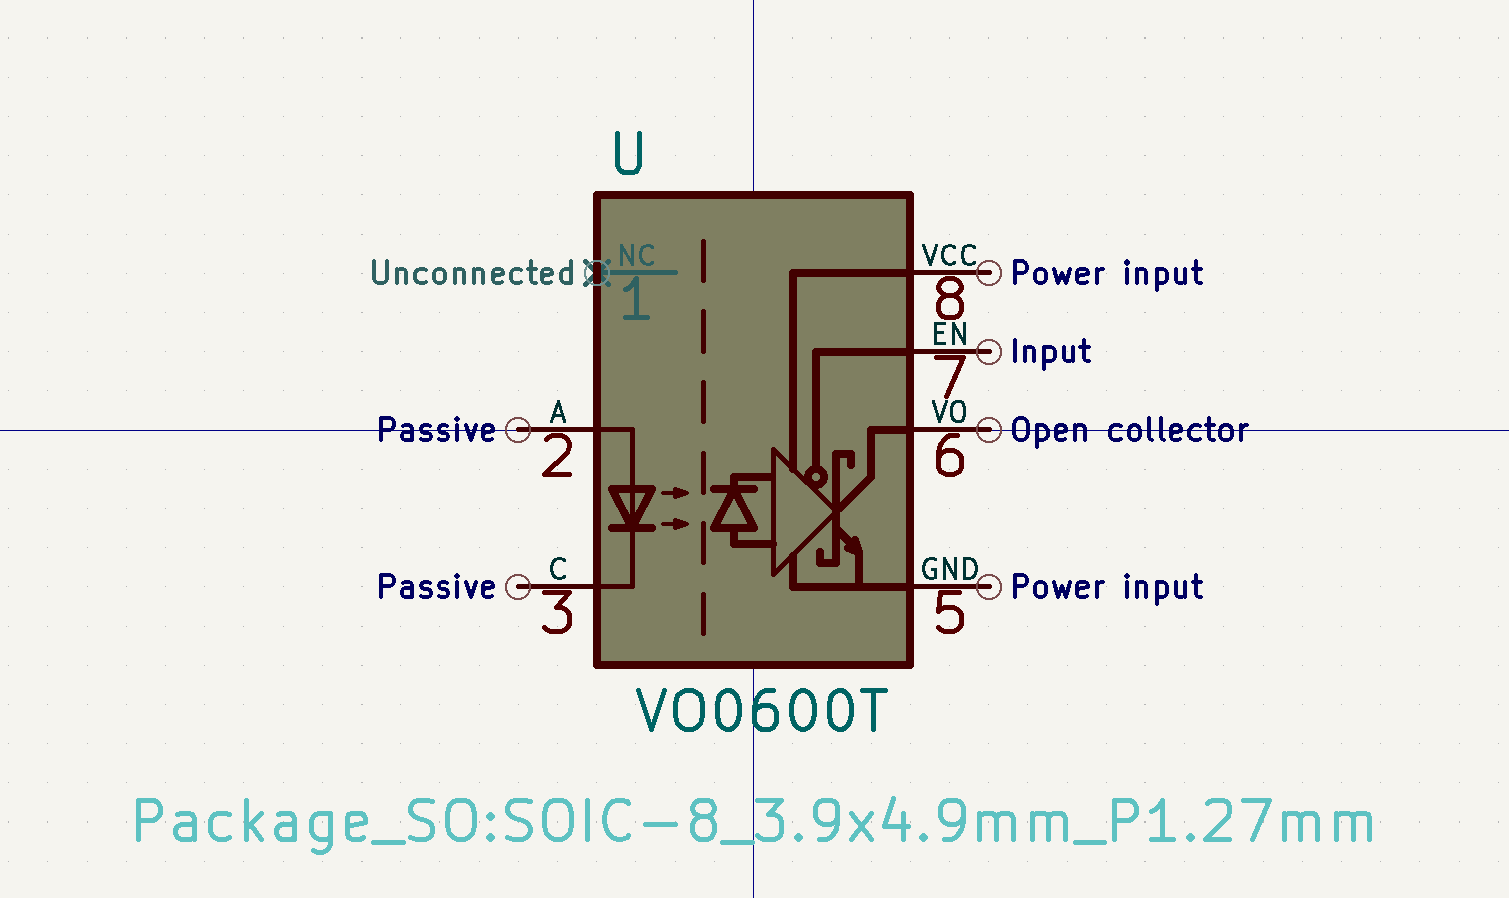 U
NC
Unconnected
1
VCC
Power input
8
EN
Input
7
A
Passive
2
VO
Open collector
6
C
Passive
3
GND
Power input
5
VO0600T
Package_SO:SOIC-8_3.9x4.9mm_P1.27mm